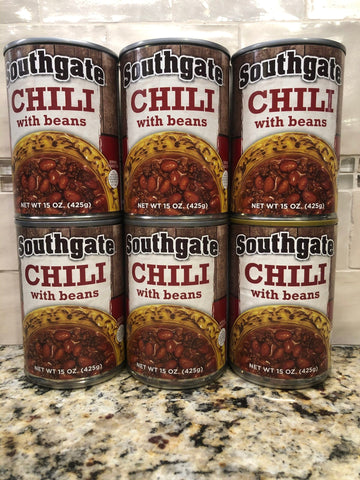 Southgate Southgate Southgate
CHILI CHILI CHILI
with beans with beans with beans
NET WT 15 OZ. (425g) NET WT 15 OZ. (425g) NET WT 15 OZ. (425g)
Southgate Southgate Southgate
CHILI CHILI CHILI
with beans with beans with beans
NET WT 15 OZ. (425g) NET WT 15 OZ. (425g) NET WT 15 OZ. (425g)